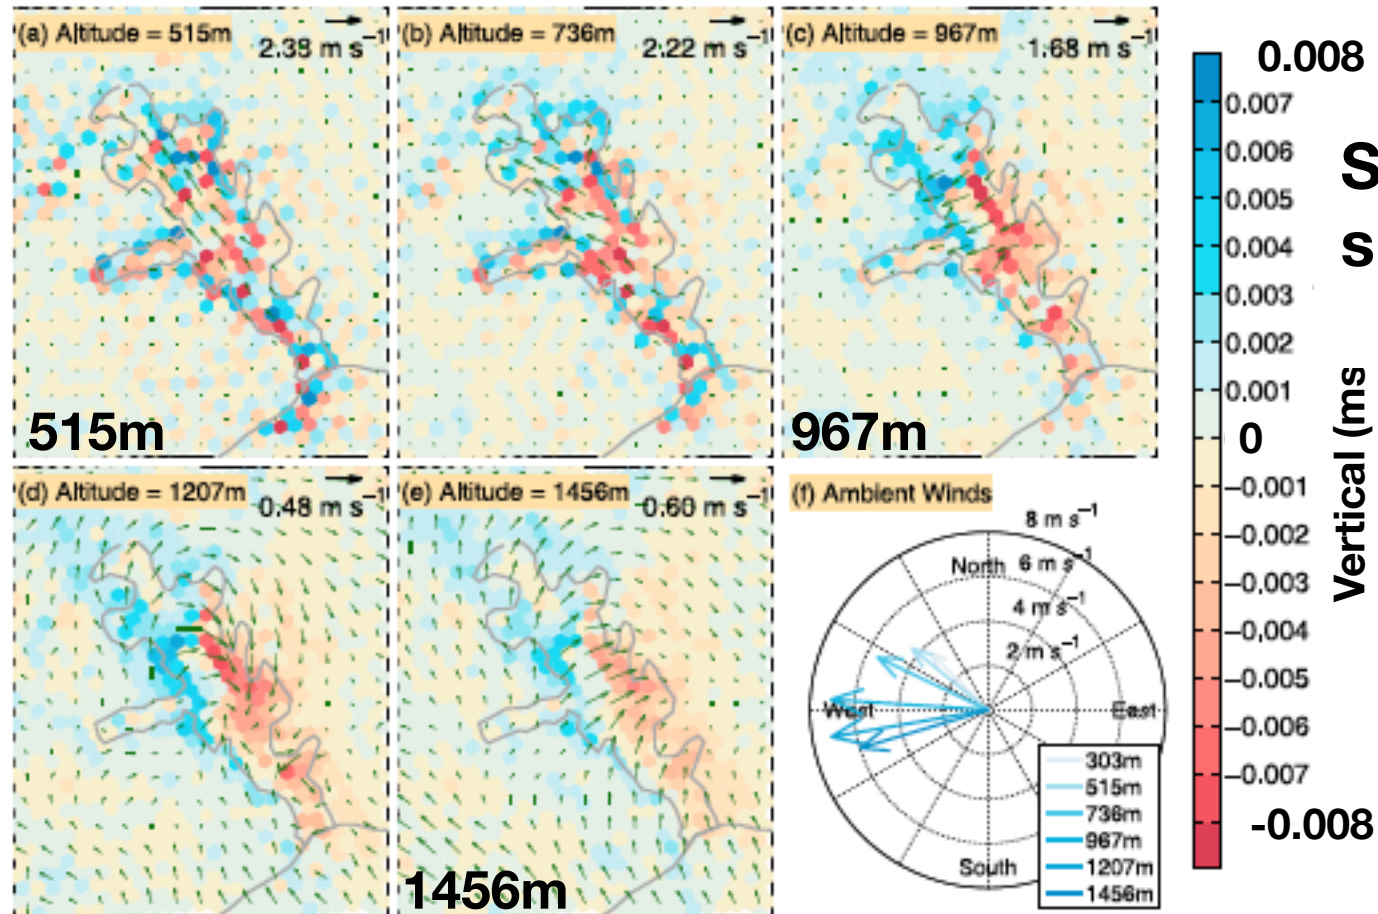 (a) Altitude = 515m
2.33 m s⁻¹
515m
(b) Altitude = 736m
2.22 m s⁻¹
(c) Altitude = 967m
1.68 m s⁻¹
967m
(d) Altitude = 1207m
0.48 m s⁻¹
(e) Altitude = 1456m
0.60 m s⁻¹
1456m
(f) Ambient Winds
8 m s⁻¹
North 6 m s⁻¹
4 m s⁻¹
2 m s⁻¹
West
East
South
303m
515m
736m
967m
1207m
1456m
0.008
0.007
0.006
0.005
0.004
0.003
0.002
0.001
0
−0.001
−0.002
−0.003
−0.004
−0.005
−0.006
−0.007
-0.008
S
s
Vertical (ms